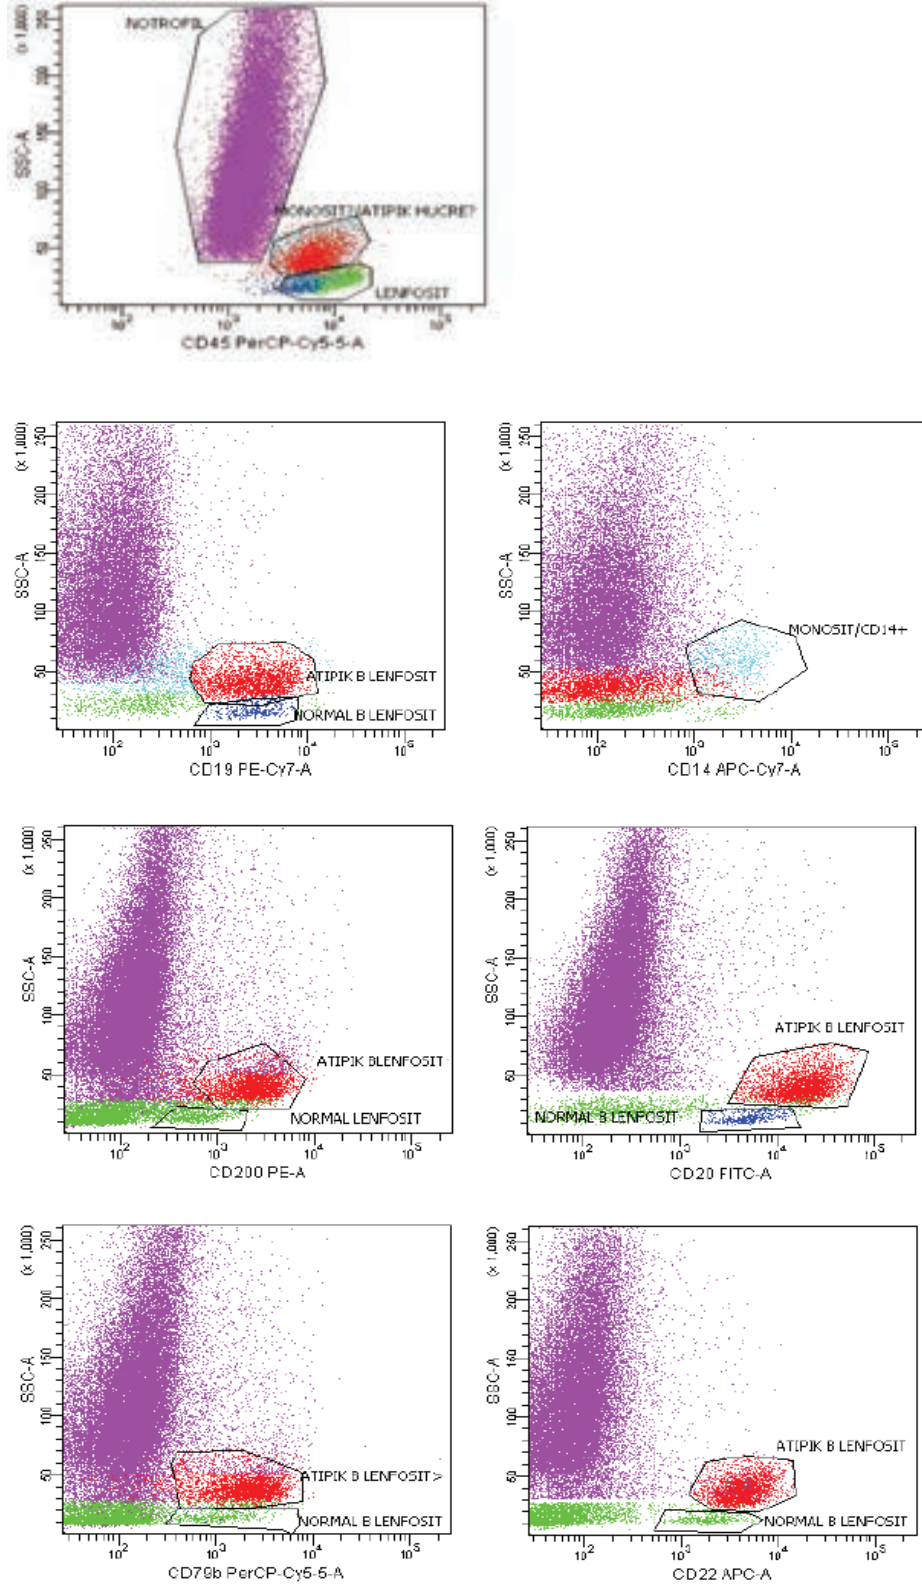 NOTROFIL
MONOSIT?/ATIPIK HUCRE?
LENFOSIT
(x 1,000)
250
200
150
100
50
SSC-A
10² 10³ 10⁴ 10⁵
CD45 PerCP-Cy5-5-A
(x 1,000)
250
200
150
100
50
SSC-A
ATIPIK B LENFOSIT
NORMAL B LENFOSIT
10² 10³ 10⁴ 10⁵
CD19 PE-Cy7-A
(x 1,000)
250
200
150
100
50
SSC-A
MONOSIT/CD14+
10² 10³ 10⁴ 10⁵
CD14 APC-Cy7-A
(x 1,000)
250
200
150
100
50
SSC-A
ATIPIK BLENFOSIT
NORMAL LENFOSIT
10² 10³ 10⁴ 10⁵
CD200 PE-A
(x 1,000)
250
200
150
100
50
SSC-A
ATIPIK B LENFOSIT
NORMAL B LENFOSIT
10² 10³ 10⁴ 10⁵
CD20 FITC-A
(x 1,000)
250
200
150
100
50
SSC-A
ATIPIK B LENFOSIT>
NORMAL B LENFOSIT
10² 10³ 10⁴ 10⁵
CD79b PerCP-Cy5-5-A
(x 1,000)
250
200
150
100
50
SSC-A
ATIPIK B LENFOSIT
NORMAL B LENFOSIT
10² 10³ 10⁴ 10⁵
CD22 APC-A